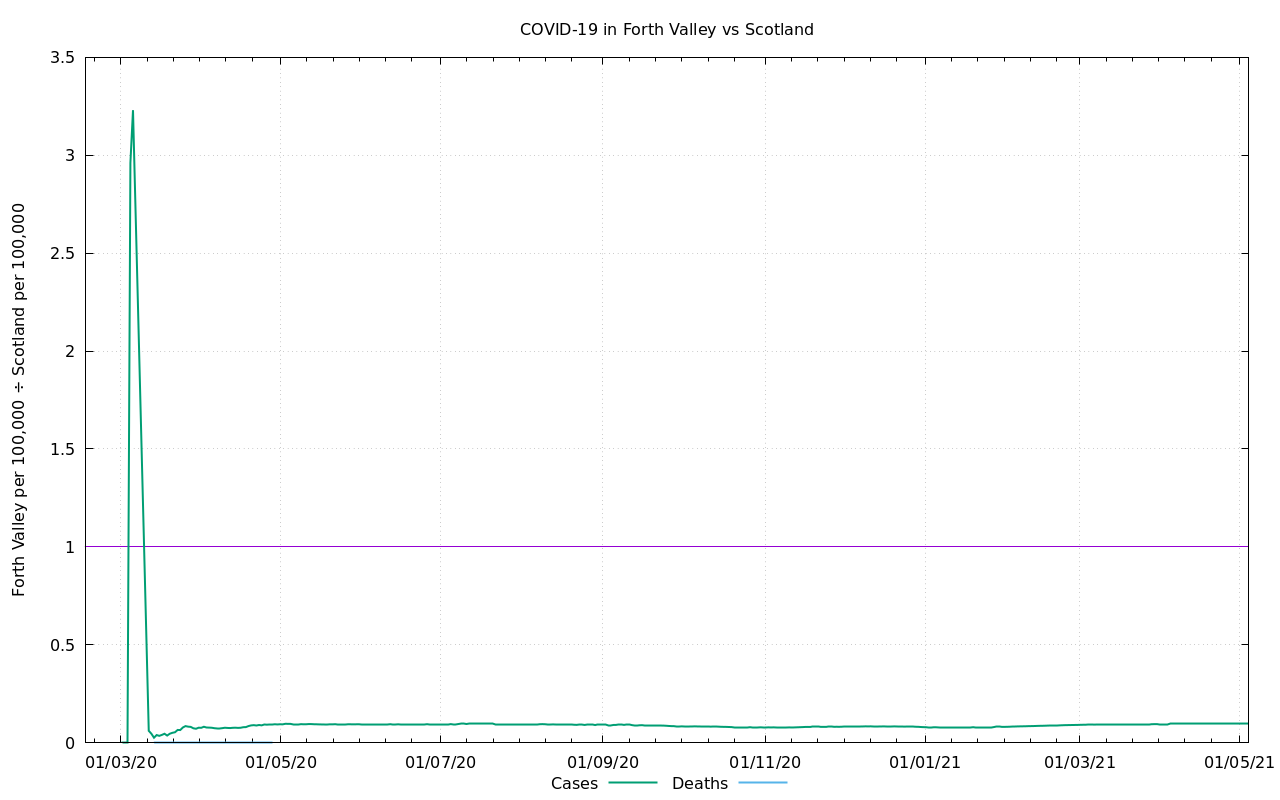 COVID-19 in Forth Valley vs Scotland
Forth Valley per 100,000 ÷ Scotland per 100,000
3.5
3
2.5
2
1.5
1
0.5
0
01/03/20 01/05/20 01/07/20 01/09/20 01/11/20 01/01/21 01/03/21 01/05/21
Cases Deaths